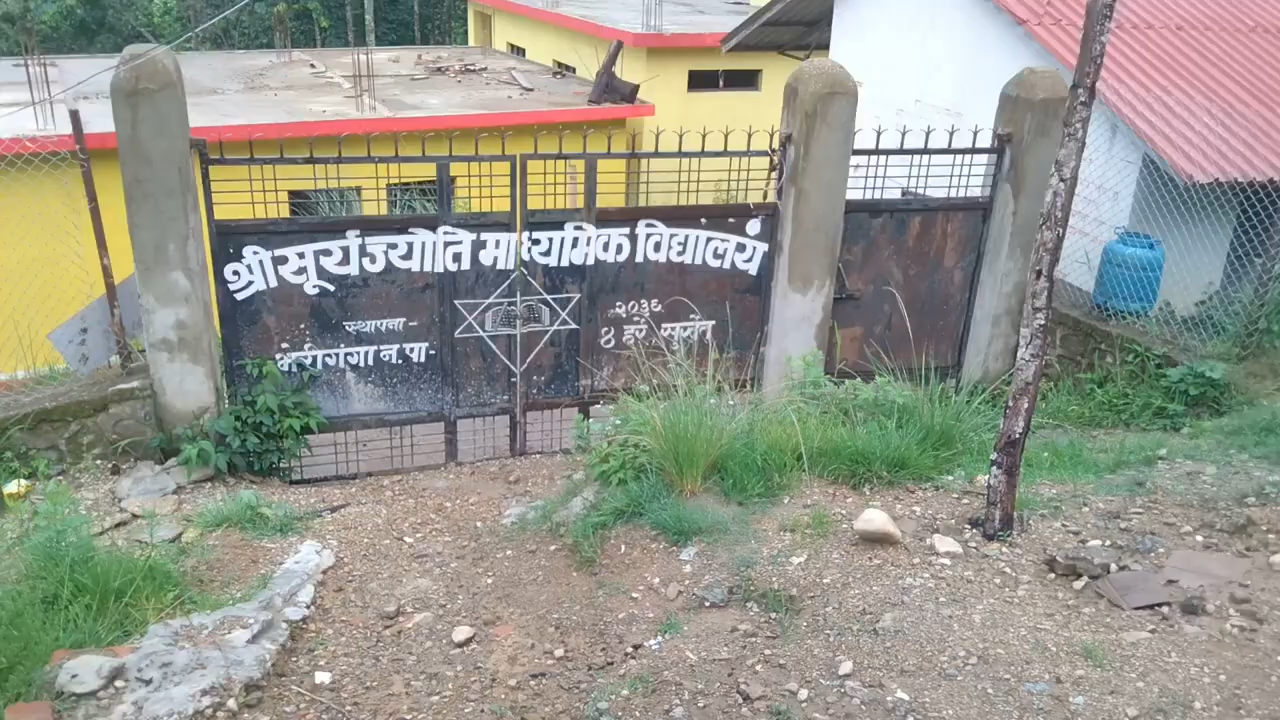 श्री सूर्यज्योति माध्यमिक विद्यालय
स्थापना - २०३६
भेरीगंगा न.पा- ४ हर्रे, सुर्खेत